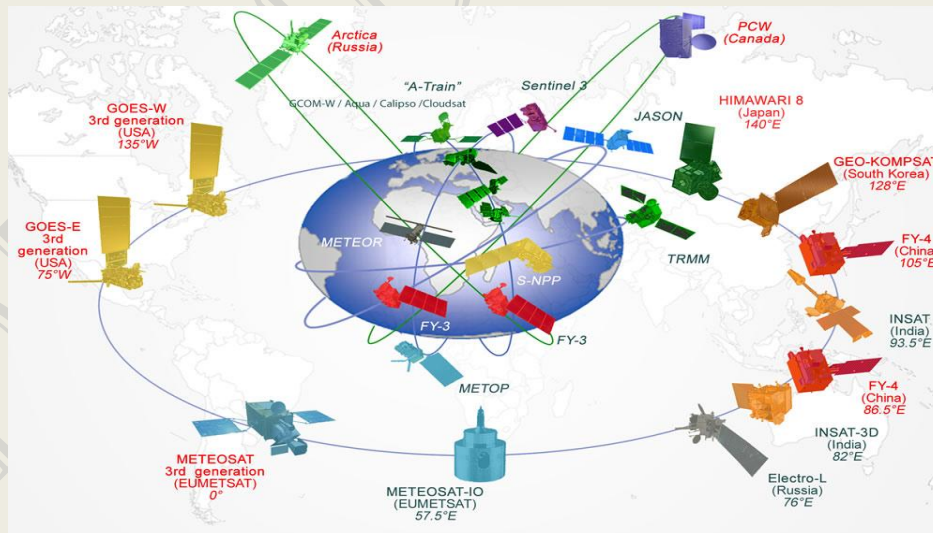 Arctica
(Russia)
PCW
(Canada)
"A-Train"
GCOM-W / Aqua / Calipso /Cloudsat
Sentinel 3
JASON
HIMAWARI 8
(Japan)
140°E
GOES-W
3rd generation
(USA)
135°W
GEO-KOMPSAT
(South Korea)
128°E
GOES-E
3rd
generation
(USA)
75°W
FY-4
(China)
105°E
METEOR
TRMM
S-NPP
INSAT
(India)
93.5°E
FY-3
FY-3
METOP
FY-4
(China)
86.5°E
INSAT-3D
(India)
82°E
METEOSAT
3rd generation
(EUMETSAT)
0°
METEOSAT-IO
(EUMETSAT)
57.5°E
Electro-L
(Russia)
76°E